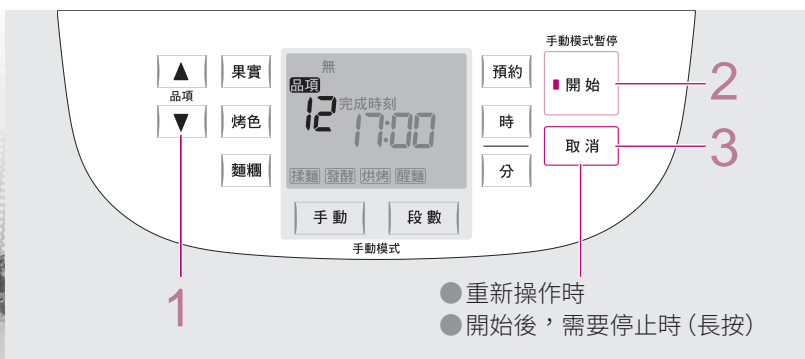 手動模式暫停
▲
果實
無
預約
開始
2
品項
品項
12
完成時刻
17:00
▼
烤色
時
取消
3
麵糰
揉麵 發酵 烘烤 醒麵
分
手動
段數
手動模式
1
●重新操作時
●開始後，需要停止時（長按）